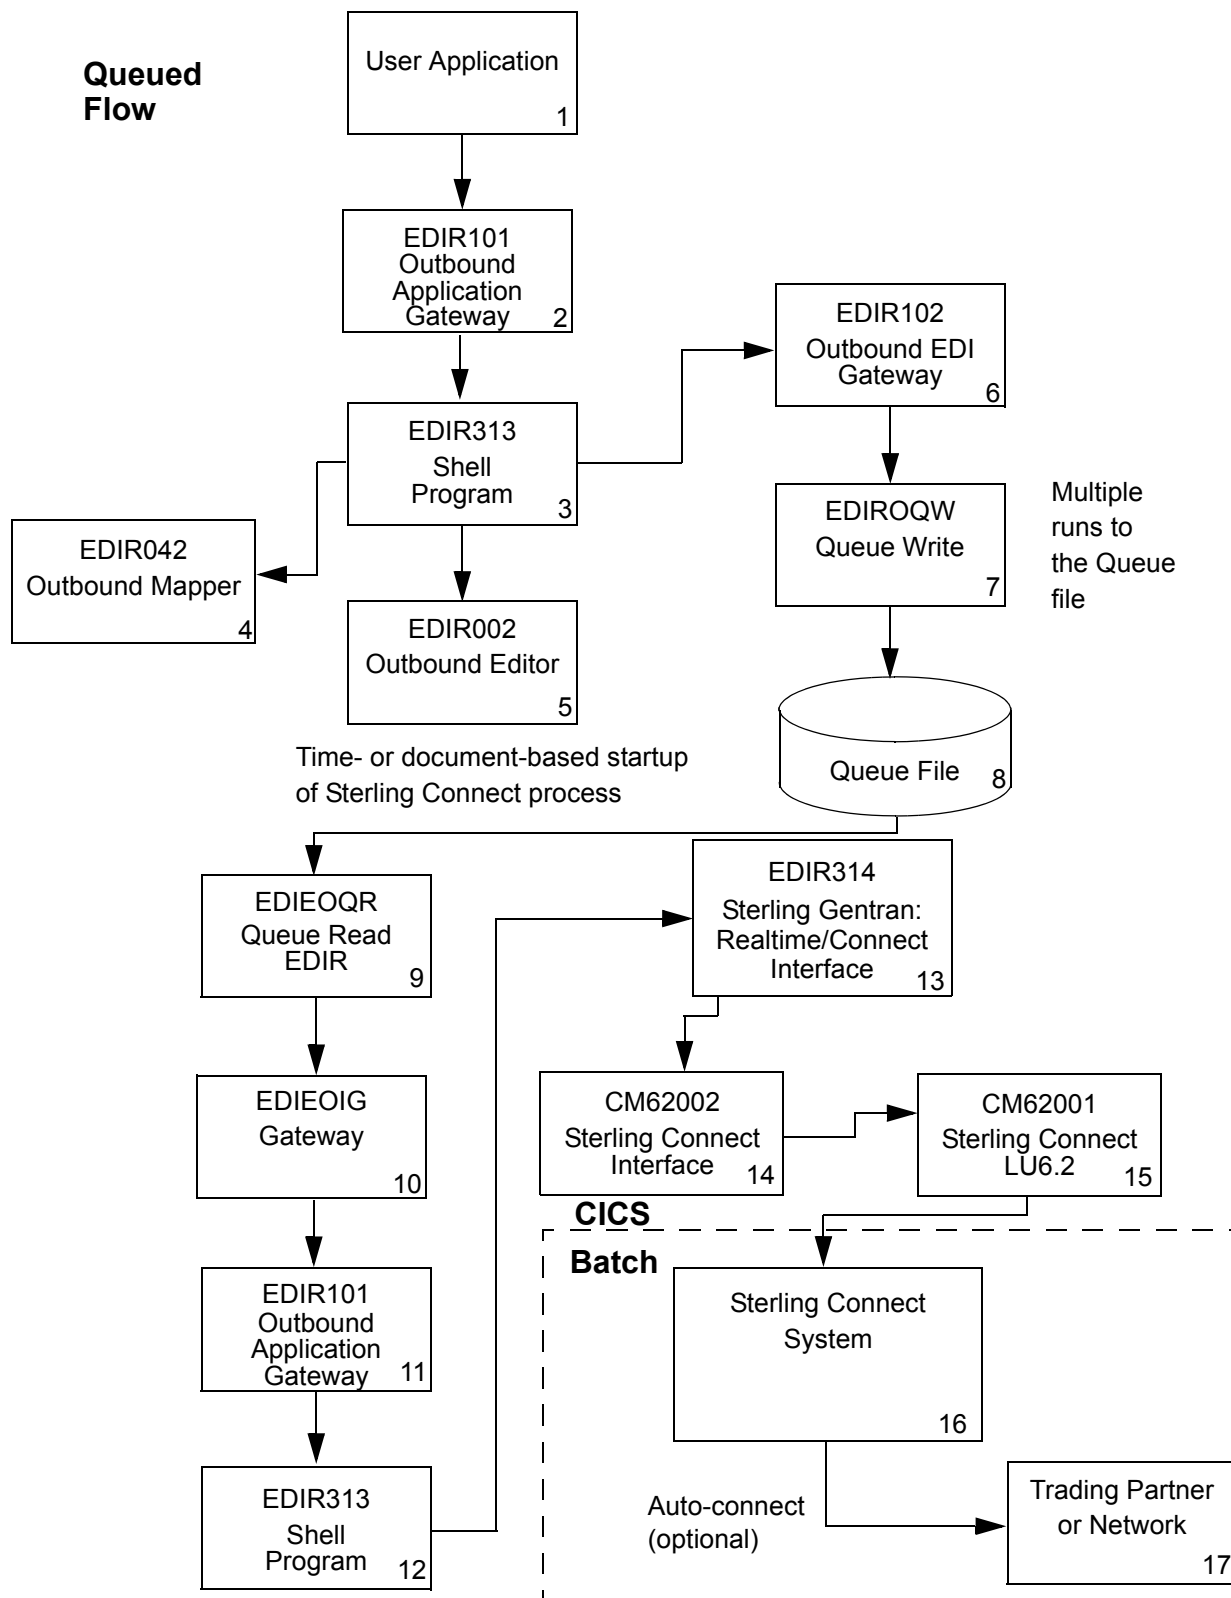 Queued
Flow
User Application
1
EDIR101
Outbound
Application
Gateway
2
EDIR313
Shell
Program
3
EDIR042
Outbound Mapper
4
EDIR002
Outbound Editor
5
EDIR102
Outbound EDI
Gateway
6
EDIROQW
Queue Write
7
Multiple
runs to
the Queue
file
Queue File
8
Time- or document-based startup
of Sterling Connect process
EDIEOQR
Queue Read
EDIR
9
EDIEOIG
Gateway
10
EDIR101
Outbound
Application
Gateway
11
EDIR313
Shell
Program
12
EDIR314
Sterling Gentran:
Realtime/Connect
Interface
13
CM62002
Sterling Connect
Interface
14
CM62001
Sterling Connect
LU6.2
15
CICS
Batch
Sterling Connect
System
16
Auto-connect
(optional)
Trading Partner
or Network
17